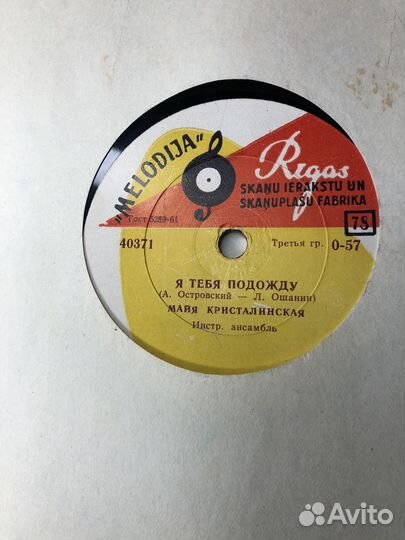 "MELODIJA"
Rigas
SKAŅU IERAKSTU UN
SKAŅUPLAŠU FABRIKA
Гост 5289-61
78
40371
Третья гр. 0-57
Я ТЕБЯ ПОДОЖДУ
(А. Островский — Л. Ошанин)
МАЙЯ КРИСТАЛИНСКАЯ
Инстр. ансамбль
Avito